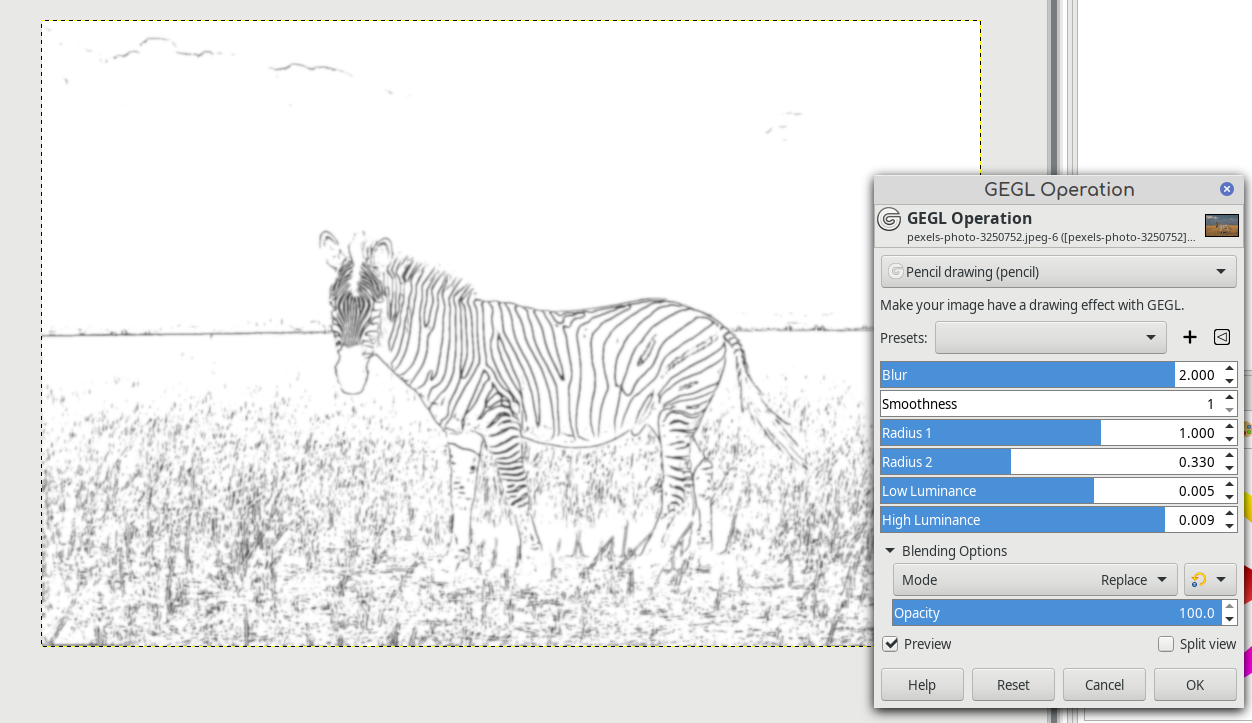 GEGL Operation
GEGL Operation
pexels-photo-3250752.jpeg-6 ([pexels-photo-3250752]...
Pencil drawing (pencil)
Make your image have a drawing effect with GEGL.
Presets:
Blur 2.000
Smoothness 1
Radius 1 1.000
Radius 2 0.330
Low Luminance 0.005
High Luminance 0.009
Blending Options
Mode Replace
Opacity 100.0
Preview Split view
Help Reset Cancel OK